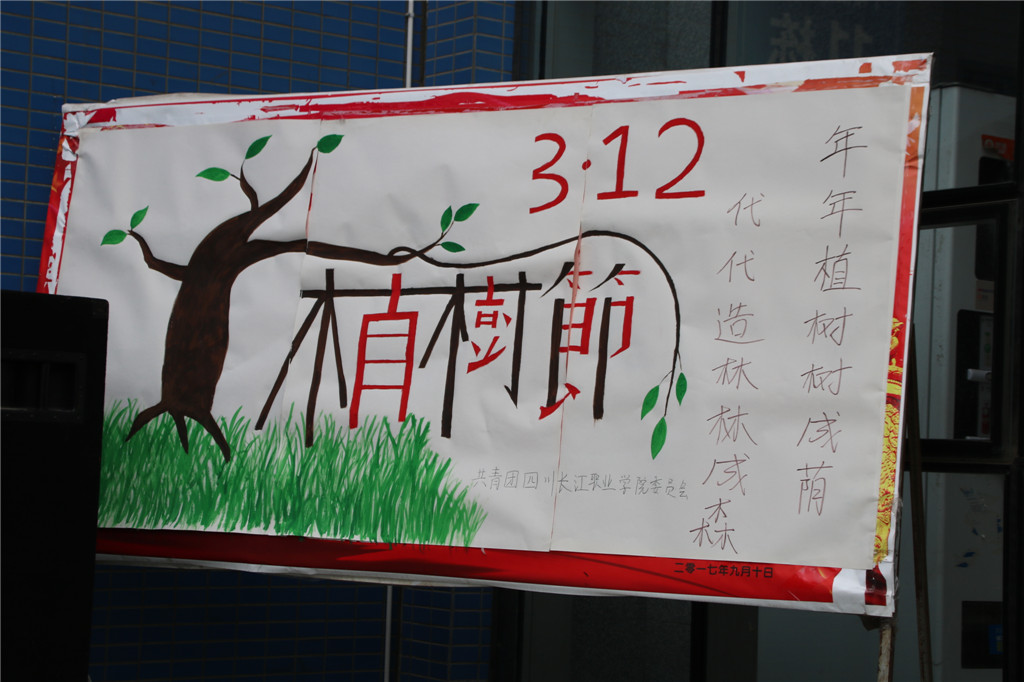 3·12
植樹節
年年植树树成荫
代代造林林成森
共青团四川长江职业学院委员会
二零一七年九月十日